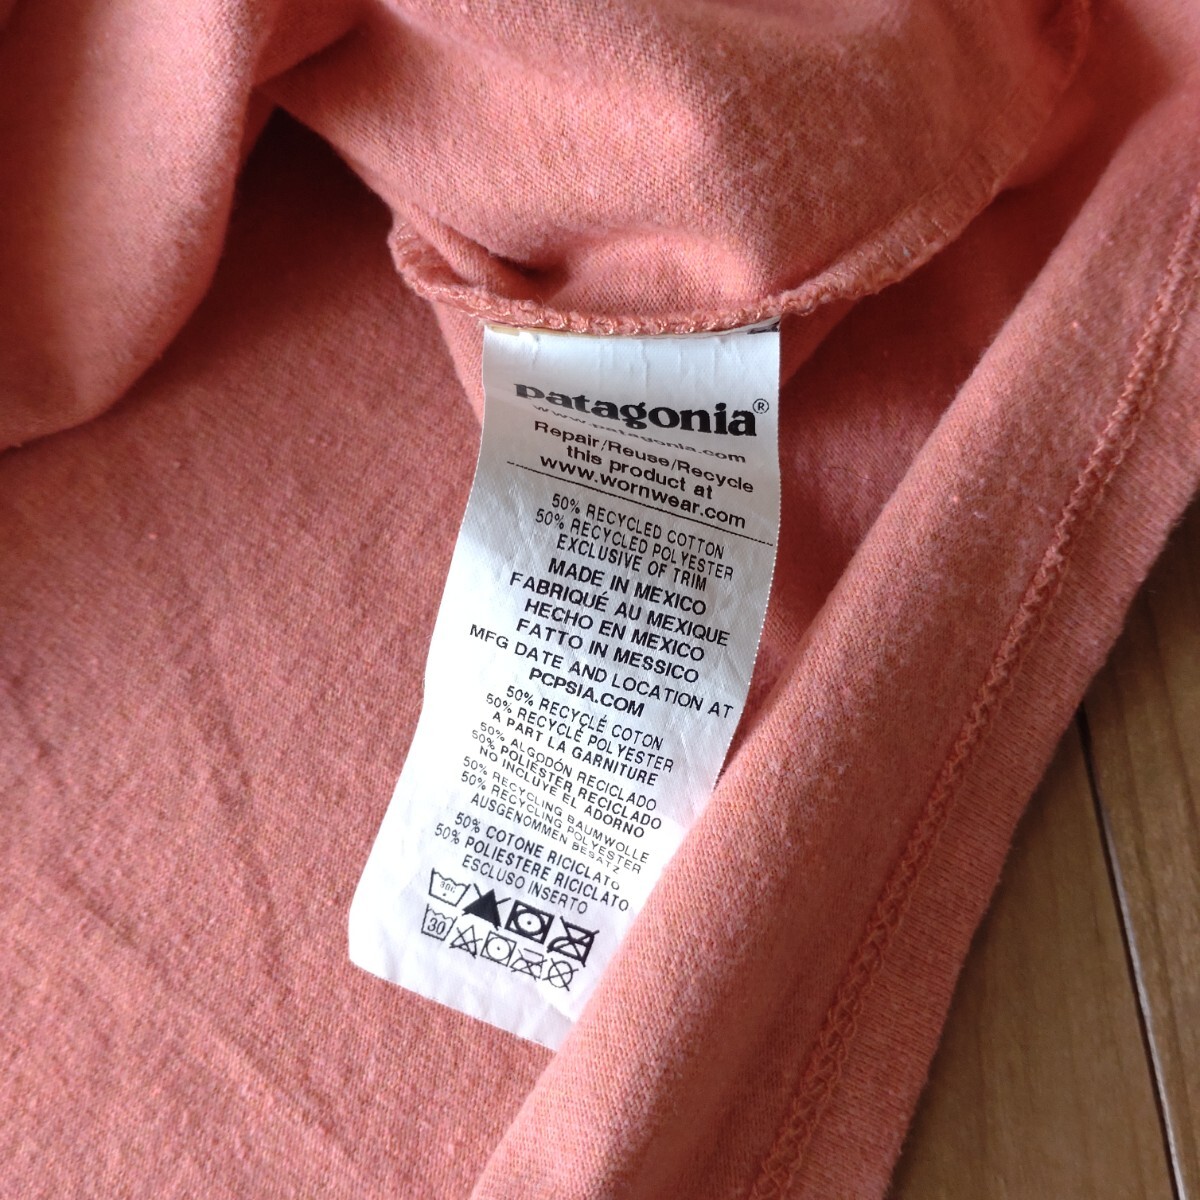 patagonia®
www.patagonia.com
Repair/Reuse/Recycle
this product at
www.wornwear.com
50% RECYCLED COTTON
50% RECYCLED POLYESTER
EXCLUSIVE OF TRIM
MADE IN MEXICO
FABRIQUÉ AU MEXIQUE
HECHO EN MEXICO
FATTO IN MESSICO
MFG DATE AND LOCATION AT
PCPSIA.COM
50% RECYCLÉ COTON
50% RECYCLÉ POLYESTER
A PART LA GARNITURE
50% ALGODÓN RECICLADO
50% POLIÉSTER RECICLADO
NO INCLUYE EL ADORNO
50% RECYCLING BAUMWOLLE
50% RECYCLING POLYESTER
AUSGENOMMEN BESATZ
50% COTONE RICICLATO
50% POLIESTERE RICICLATO
ESCLUSO INSERTO
30C
30